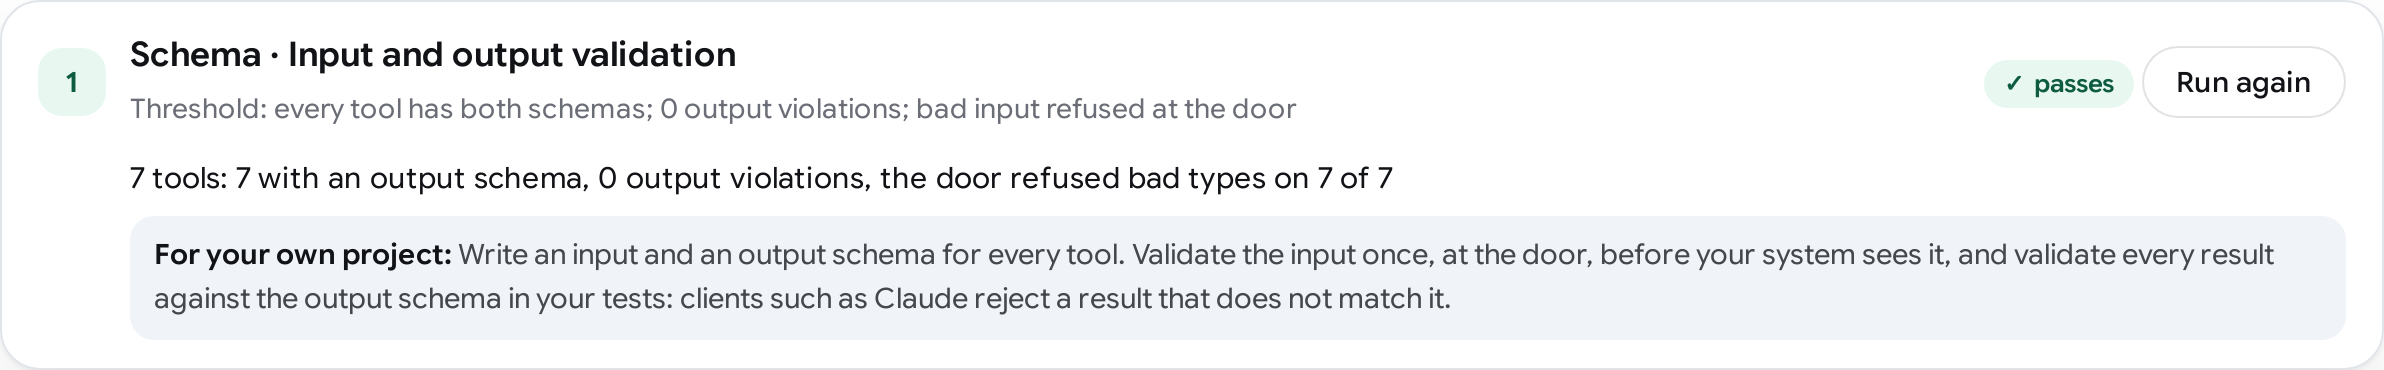 1
Schema · Input and output validation
Threshold: every tool has both schemas; 0 output violations; bad input refused at the door
✓ passes
Run again
7 tools: 7 with an output schema, 0 output violations, the door refused bad types on 7 of 7
For your own project: Write an input and an output schema for every tool. Validate the input once, at the door, before your system sees it, and validate every result
against the output schema in your tests: clients such as Claude reject a result that does not match it.